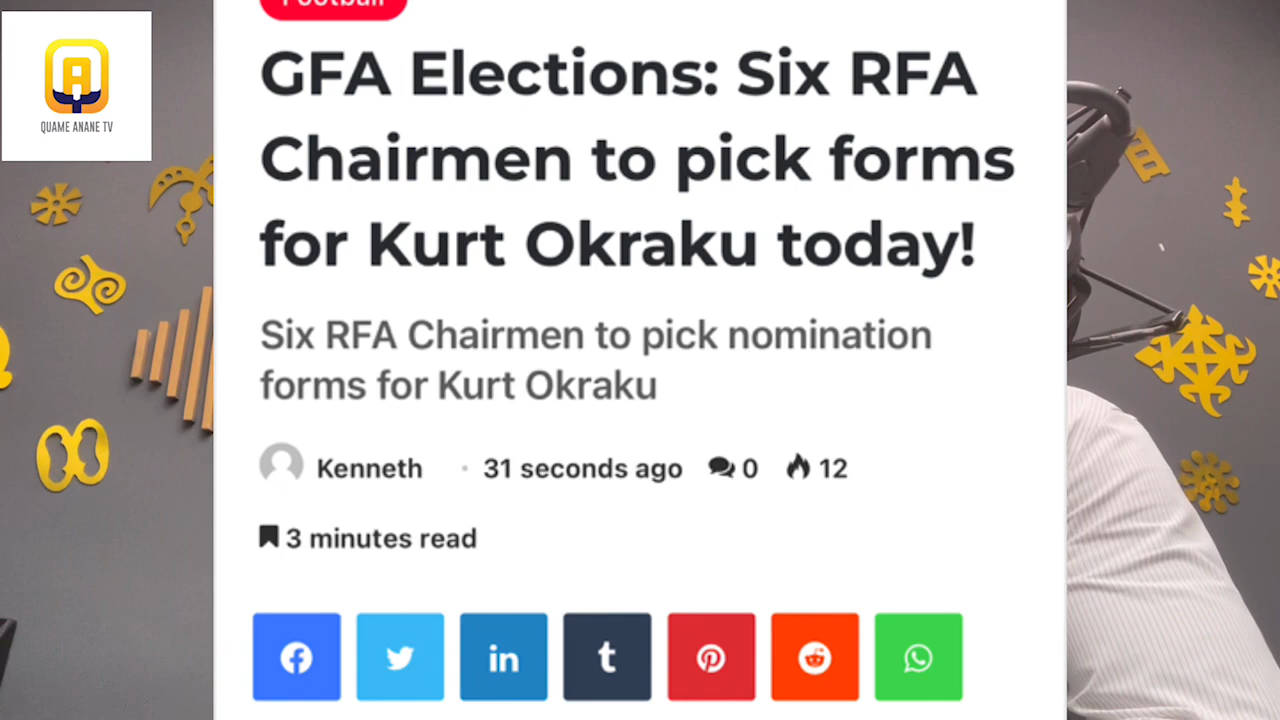 Football
QUAME ANANE TV
GFA Elections: Six RFA
Chairmen to pick forms
for Kurt Okraku today!
Six RFA Chairmen to pick nomination
forms for Kurt Okraku
Kenneth • 31 seconds ago 0 12
3 minutes read